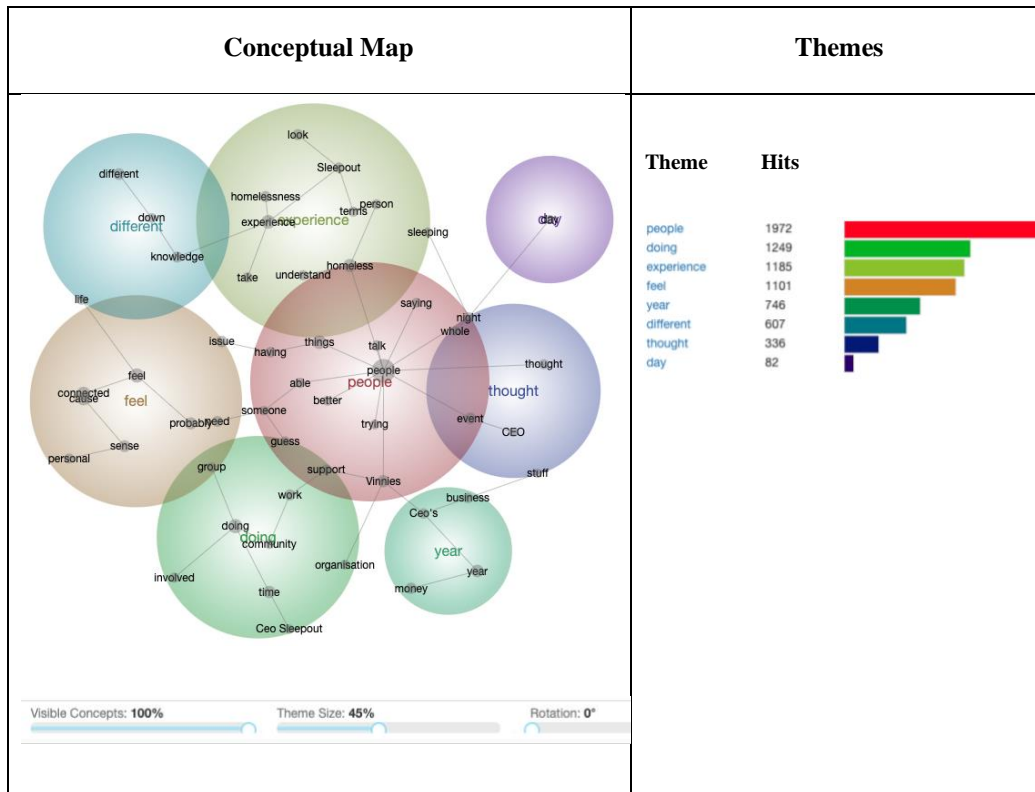 Conceptual Map
Themes
look
different
Sleepout
homelessness
person
terms
down
experience
experience
day
day
different
sleeping
knowledge
homeless
take
understand
life
saying
night
whole
issue
things
talk
having
thought
people
feel
able
people
thought
connected
cause
feel
better
someone
event
probably
need
trying
CEO
sense
guess
personal
group
support
stuff
Vinnies
work
business
Ceo's
doing
doing
community
year
organisation
year
involved
time
money
Ceo Sleepout
Visible Concepts: 100%
Theme Size: 45%
Rotation: 0°
Theme Hits
people 1972
doing 1249
experience 1185
feel 1101
year 746
different 607
thought 336
day 82